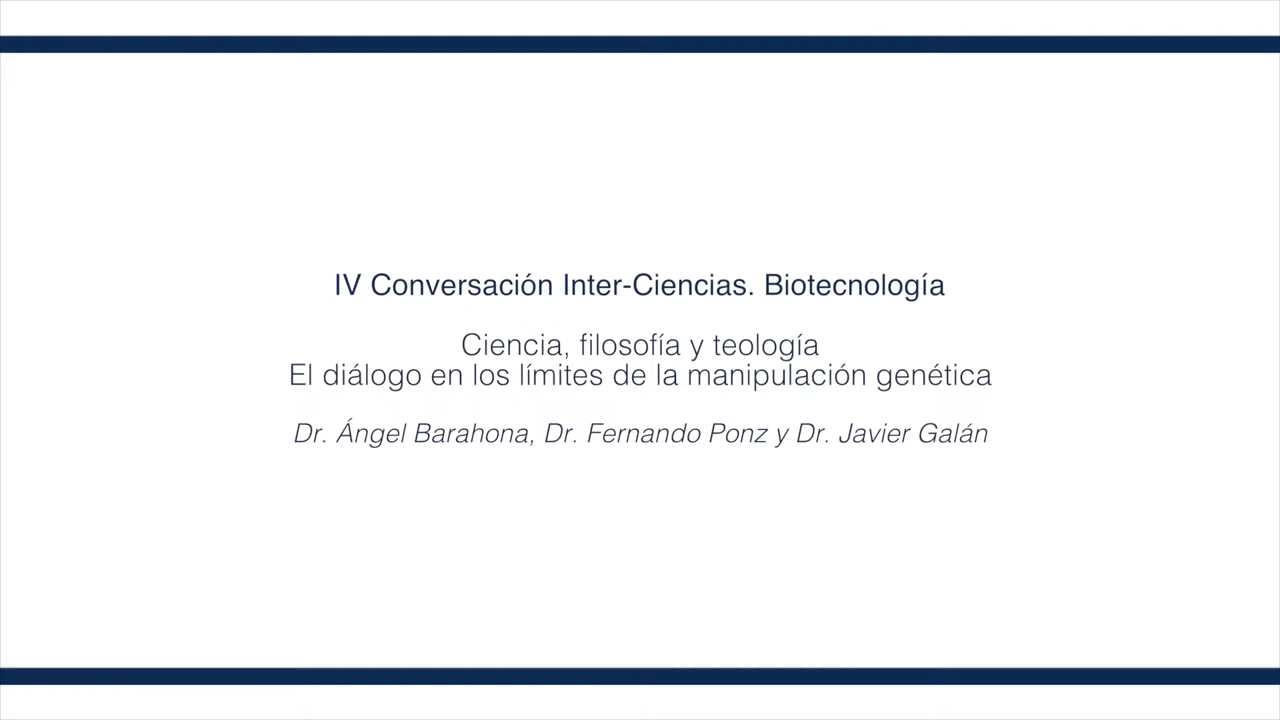 IV Conversación Inter-Ciencias. Biotecnología
Ciencia, filosofía y teología
El diálogo en los límites de la manipulación genética
Dr. Ángel Barahona, Dr. Fernando Ponz y Dr. Javier Galán